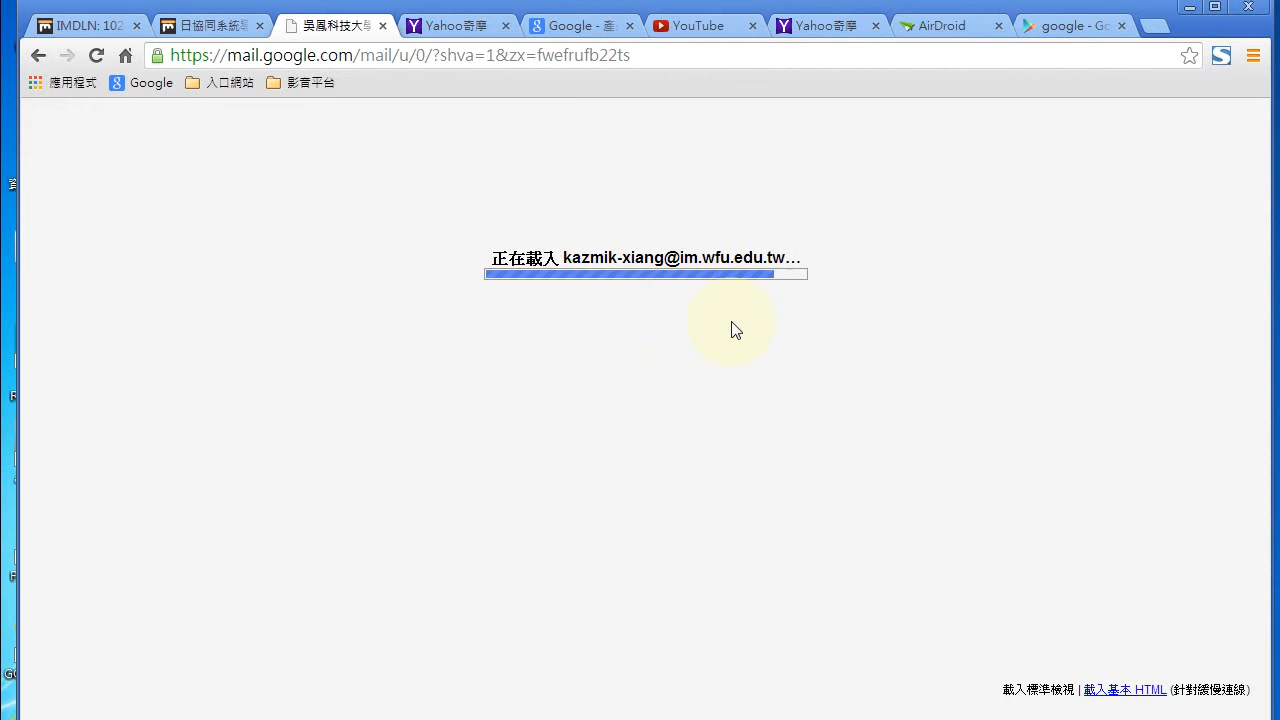 IMDLN: 102
日協同系統導
吳鳳科技大學
Yahoo奇摩
Google - 產
YouTube
Yahoo奇摩
AirDroid
google - Go
https://mail.google.com/mail/u/0/?shva=1&zx=fwefrufb22ts
應用程式
Google
入口網站
影音平台
正在載入 kazmik-xiang@im.wfu.edu.tw…
載入標準檢視 | 載入基本 HTML (針對緩慢連線)